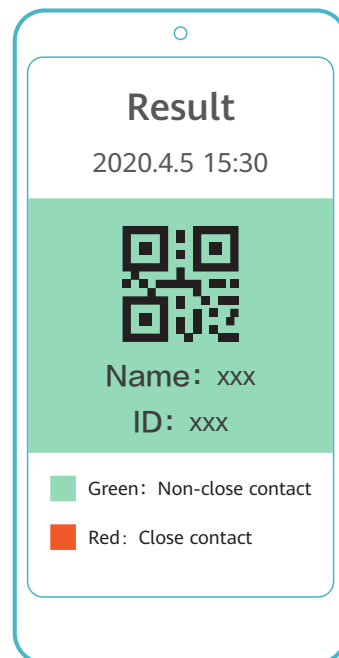 Result
2020.4.5 15:30
Name: xxx
ID: xxx
Green: Non-close contact
Red: Close contact